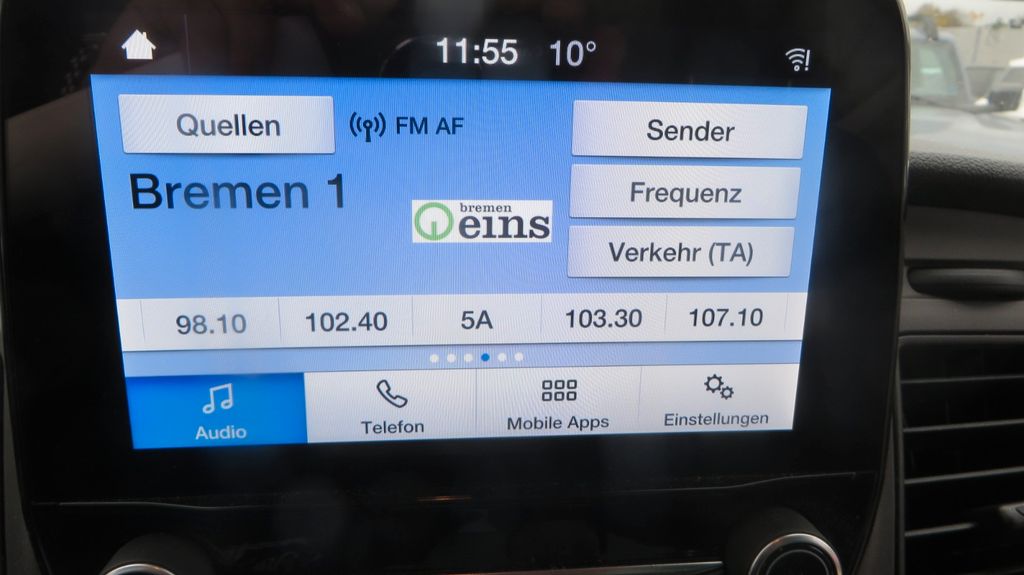 11:55 10°
Quellen
FM AF
Sender
Bremen 1
bremen
eins
Frequenz
Verkehr (TA)
98.10 102.40 5A 103.30 107.10
Audio Telefon Mobile Apps Einstellungen